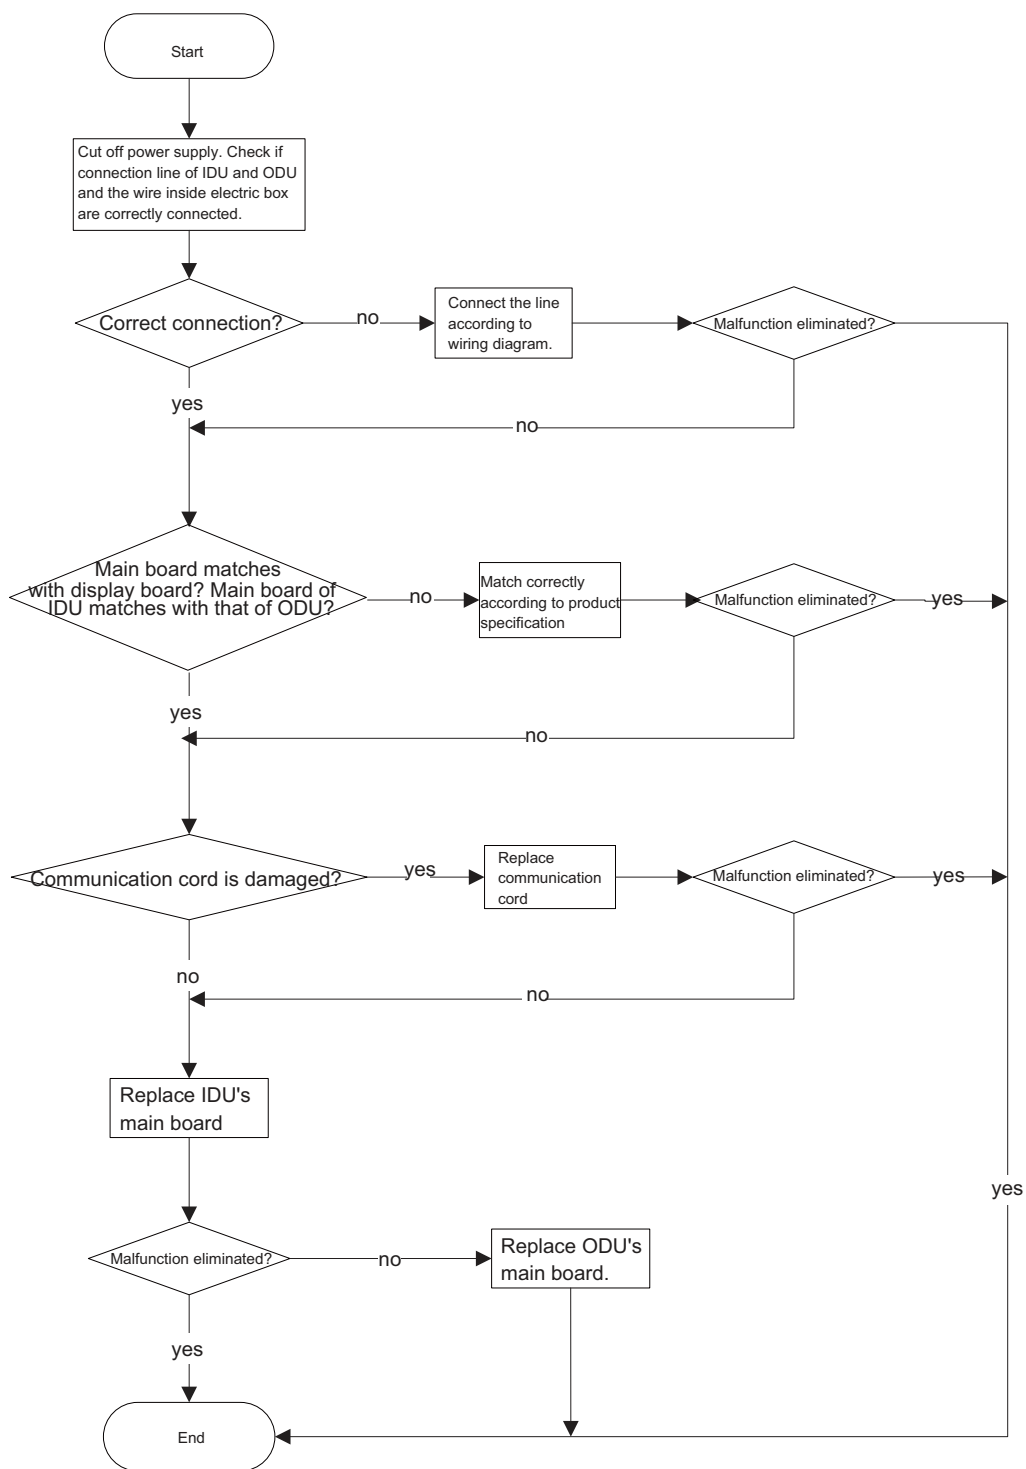 Start
Cut off power supply. Check if
connection line of IDU and ODU
and the wire inside electric box
are correctly connected.
Correct connection?
no
Connect the line
according to
wiring diagram.
Malfunction eliminated?
yes
no
Main board matches
with display board? Main board of
IDU matches with that of ODU?
no
Match correctly
according to product
specification
Malfunction eliminated?
yes
yes
no
Communication cord is damaged?
yes
Replace
communication
cord
Malfunction eliminated?
yes
no
no
Replace IDU's
main board
yes
Malfunction eliminated?
no
Replace ODU's
main board.
yes
End